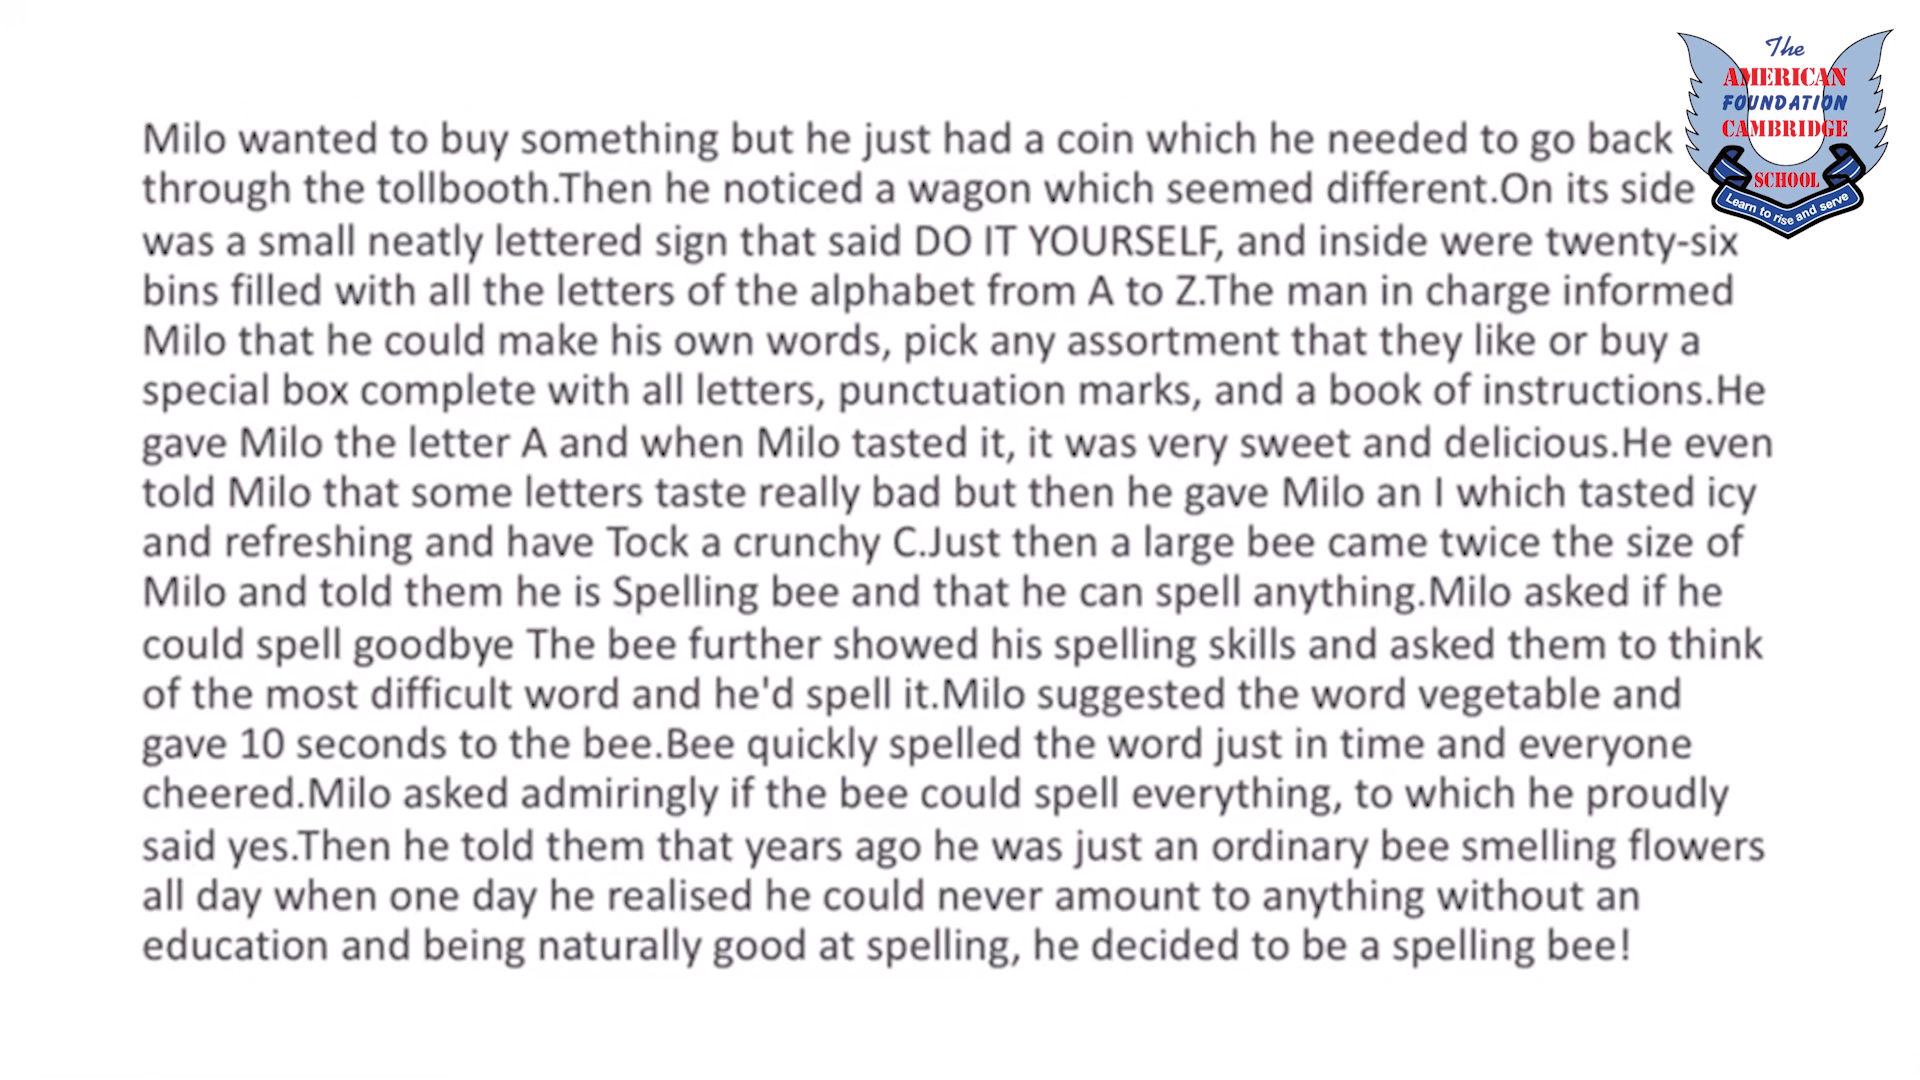 The
AMERICAN
FOUNDATION
CAMBRIDGE
SCHOOL
Learn to rise and serve
Milo wanted to buy something but he just had a coin which he needed to go back
through the tollbooth.Then he noticed a wagon which seemed different.On its side
was a small neatly lettered sign that said DO IT YOURSELF, and inside were twenty-six
bins filled with all the letters of the alphabet from A to Z.The man in charge informed
Milo that he could make his own words, pick any assortment that they like or buy a
special box complete with all letters, punctuation marks, and a book of instructions.He
gave Milo the letter A and when Milo tasted it, it was very sweet and delicious.He even
told Milo that some letters taste really bad but then he gave Milo an I which tasted icy
and refreshing and have Tock a crunchy C.Just then a large bee came twice the size of
Milo and told them he is Spelling bee and that he can spell anything.Milo asked if he
could spell goodbye The bee further showed his spelling skills and asked them to think
of the most difficult word and he'd spell it.Milo suggested the word vegetable and
gave 10 seconds to the bee.Bee quickly spelled the word just in time and everyone
cheered.Milo asked admiringly if the bee could spell everything, to which he proudly
said yes.Then he told them that years ago he was just an ordinary bee smelling flowers
all day when one day he realised he could never amount to anything without an
education and being naturally good at spelling, he decided to be a spelling bee!